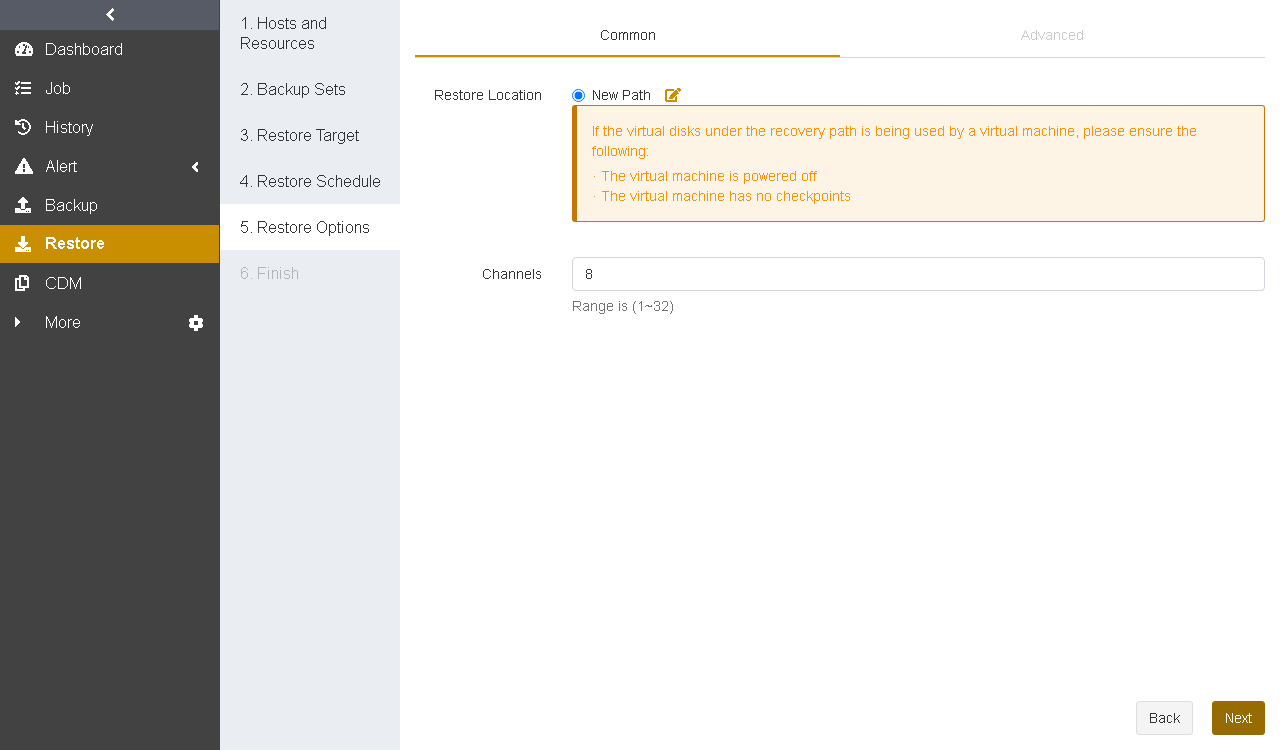 Dashboard
Job
History
Alert
Backup
Restore
CDM
More
1. Hosts and
Resources
2. Backup Sets
3. Restore Target
4. Restore Schedule
5. Restore Options
6. Finish
Common
Advanced
Restore Location
New Path
If the virtual disks under the recovery path is being used by a virtual machine, please ensure the
following:
· The virtual machine is powered off
· The virtual machine has no checkpoints
Channels
8
Range is (1~32)
Back
Next